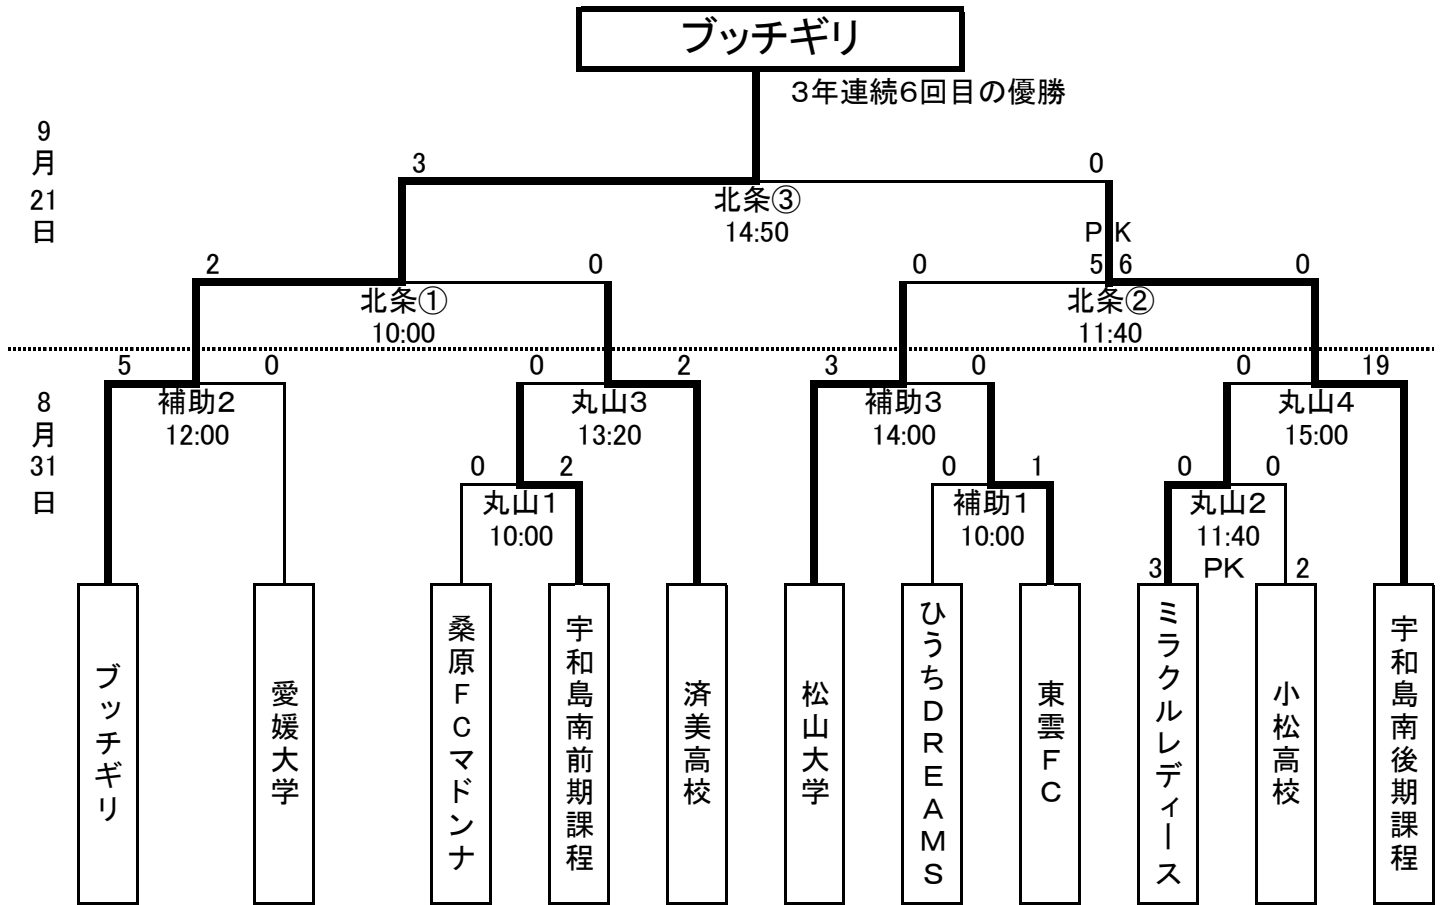 ブッチギリ
３年連続６回目の優勝
9月21日
3 0
北条③
14:50
PK
2 0 0 5 6 0
北条① 北条②
10:00 11:40
5 0 0 2 3 0 0 19
8月31日
補助２ 丸山３ 補助３ 丸山４
12:00 13:20 14:00 15:00
0 2 0 1 0 0
丸山１ 補助１ 丸山２
10:00 10:00 11:40
3 PK 2
ブッチギリ
愛媛大学
桑原ＦＣマドンナ
宇和島南前期課程
済美高校
松山大学
ひうちＤＲＥＡＭＳ
東雲ＦＣ
ミラクルレディース
小松高校
宇和島南後期課程